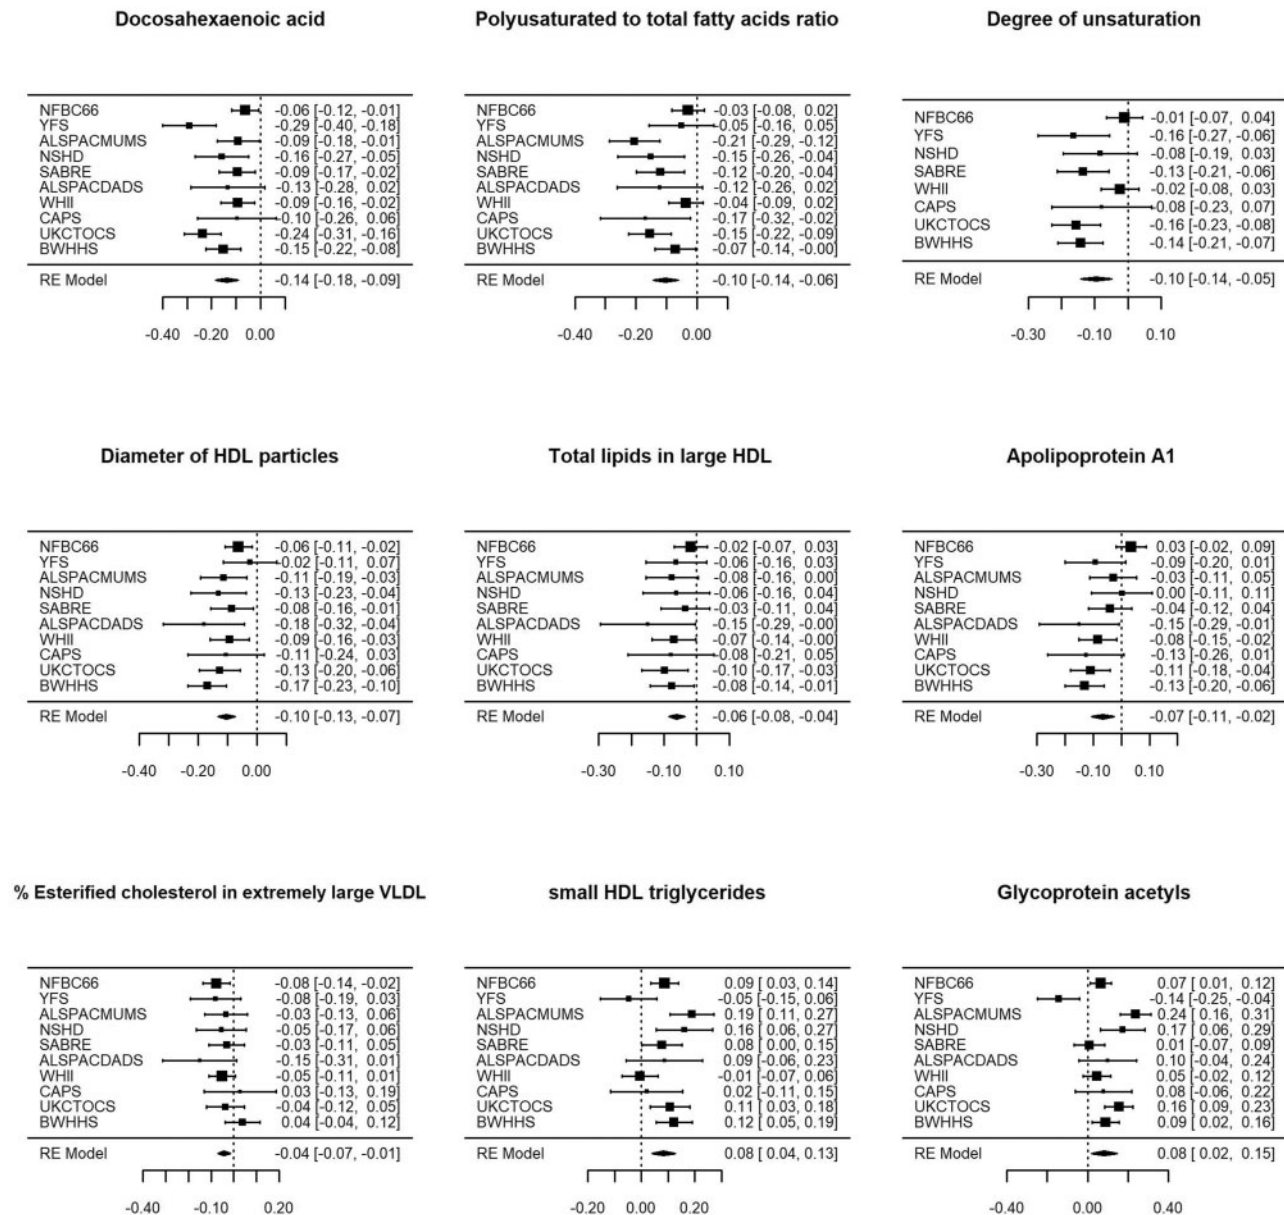 Docosahexaenoic acid
NFBC66 -0.06 [-0.12, -0.01]
YFS -0.29 [-0.40, -0.18]
ALSPACMUMS -0.09 [-0.18, -0.01]
NSHD -0.16 [-0.27, -0.05]
SABRE -0.09 [-0.17, -0.02]
ALSPACDADS -0.13 [-0.28, 0.02]
WHII -0.09 [-0.16, -0.02]
CAPS -0.10 [-0.26, 0.06]
UKCTOCS -0.24 [-0.31, -0.16]
BWHHS -0.15 [-0.22, -0.08]
RE Model -0.14 [-0.18, -0.09]
-0.40 -0.20 0.00
Polyusaturated to total fatty acids ratio
NFBC66 -0.03 [-0.08, 0.02]
YFS -0.05 [-0.16, 0.05]
ALSPACMUMS -0.21 [-0.29, -0.12]
NSHD -0.15 [-0.26, -0.04]
SABRE -0.12 [-0.20, -0.04]
ALSPACDADS -0.12 [-0.26, 0.02]
WHII -0.04 [-0.09, 0.02]
CAPS -0.17 [-0.32, -0.02]
UKCTOCS -0.15 [-0.22, -0.09]
BWHHS -0.07 [-0.14, -0.00]
RE Model -0.10 [-0.14, -0.06]
-0.40 -0.20 0.00
Degree of unsaturation
NFBC66 -0.01 [-0.07, 0.04]
YFS -0.16 [-0.27, -0.06]
NSHD -0.08 [-0.19, 0.03]
SABRE -0.13 [-0.21, -0.06]
WHII -0.02 [-0.08, 0.03]
CAPS -0.08 [-0.23, 0.07]
UKCTOCS -0.16 [-0.23, -0.08]
BWHHS -0.14 [-0.21, -0.07]
RE Model -0.10 [-0.14, -0.05]
-0.30 -0.10 0.10
Diameter of HDL particles
NFBC66 -0.06 [-0.11, -0.02]
YFS -0.02 [-0.11, 0.07]
ALSPACMUMS -0.11 [-0.19, -0.03]
NSHD -0.13 [-0.23, -0.04]
SABRE -0.08 [-0.16, -0.01]
ALSPACDADS -0.18 [-0.32, -0.04]
WHII -0.09 [-0.16, -0.03]
CAPS -0.11 [-0.24, 0.03]
UKCTOCS -0.13 [-0.20, -0.06]
BWHHS -0.17 [-0.23, -0.10]
RE Model -0.10 [-0.13, -0.07]
-0.40 -0.20 0.00
Total lipids in large HDL
NFBC66 -0.02 [-0.07, 0.03]
YFS -0.06 [-0.16, 0.03]
ALSPACMUMS -0.08 [-0.16, 0.00]
NSHD -0.06 [-0.16, 0.04]
SABRE -0.03 [-0.11, 0.04]
ALSPACDADS -0.15 [-0.29, -0.00]
WHII -0.07 [-0.14, -0.00]
CAPS -0.08 [-0.21, 0.05]
UKCTOCS -0.10 [-0.17, -0.03]
BWHHS -0.08 [-0.14, -0.01]
RE Model -0.06 [-0.08, -0.04]
-0.30 -0.10 0.10
Apolipoprotein A1
NFBC66 0.03 [-0.02, 0.09]
YFS -0.09 [-0.20, 0.01]
ALSPACMUMS -0.03 [-0.11, 0.05]
NSHD 0.00 [-0.11, 0.11]
SABRE -0.04 [-0.12, 0.04]
ALSPACDADS -0.15 [-0.29, -0.01]
WHII -0.08 [-0.15, -0.02]
CAPS -0.13 [-0.26, 0.01]
UKCTOCS -0.11 [-0.18, -0.04]
BWHHS -0.13 [-0.20, -0.06]
RE Model -0.07 [-0.11, -0.02]
-0.30 -0.10 0.10
% Esterified cholesterol in extremely large VLDL
NFBC66 -0.08 [-0.14, -0.02]
YFS -0.08 [-0.19, 0.03]
ALSPACMUMS -0.03 [-0.13, 0.06]
NSHD -0.05 [-0.17, 0.06]
SABRE -0.03 [-0.11, 0.05]
ALSPACDADS -0.15 [-0.31, 0.01]
WHII -0.05 [-0.11, 0.01]
CAPS 0.03 [-0.13, 0.19]
UKCTOCS -0.04 [-0.12, 0.05]
BWHHS 0.04 [-0.04, 0.12]
RE Model -0.04 [-0.07, -0.01]
-0.40 -0.10 0.20
small HDL triglycerides
NFBC66 0.09 [ 0.03, 0.14]
YFS -0.05 [-0.15, 0.06]
ALSPACMUMS 0.19 [ 0.11, 0.27]
NSHD 0.16 [ 0.06, 0.27]
SABRE 0.08 [ 0.00, 0.15]
ALSPACDADS 0.09 [-0.06, 0.23]
WHII -0.01 [-0.07, 0.06]
CAPS 0.02 [-0.11, 0.15]
UKCTOCS 0.11 [ 0.03, 0.18]
BWHHS 0.12 [ 0.05, 0.19]
RE Model 0.08 [ 0.04, 0.13]
-0.20 0.00 0.20
Glycoprotein acetyls
NFBC66 0.07 [ 0.01, 0.12]
YFS -0.14 [-0.25, -0.04]
ALSPACMUMS 0.24 [ 0.16, 0.31]
NSHD 0.17 [ 0.06, 0.29]
SABRE 0.01 [-0.07, 0.09]
ALSPACDADS 0.10 [-0.04, 0.24]
WHII 0.05 [-0.02, 0.12]
CAPS 0.08 [-0.06, 0.22]
UKCTOCS 0.16 [ 0.09, 0.23]
BWHHS 0.09 [ 0.02, 0.16]
RE Model 0.08 [ 0.02, 0.15]
-0.40 0.00 0.40